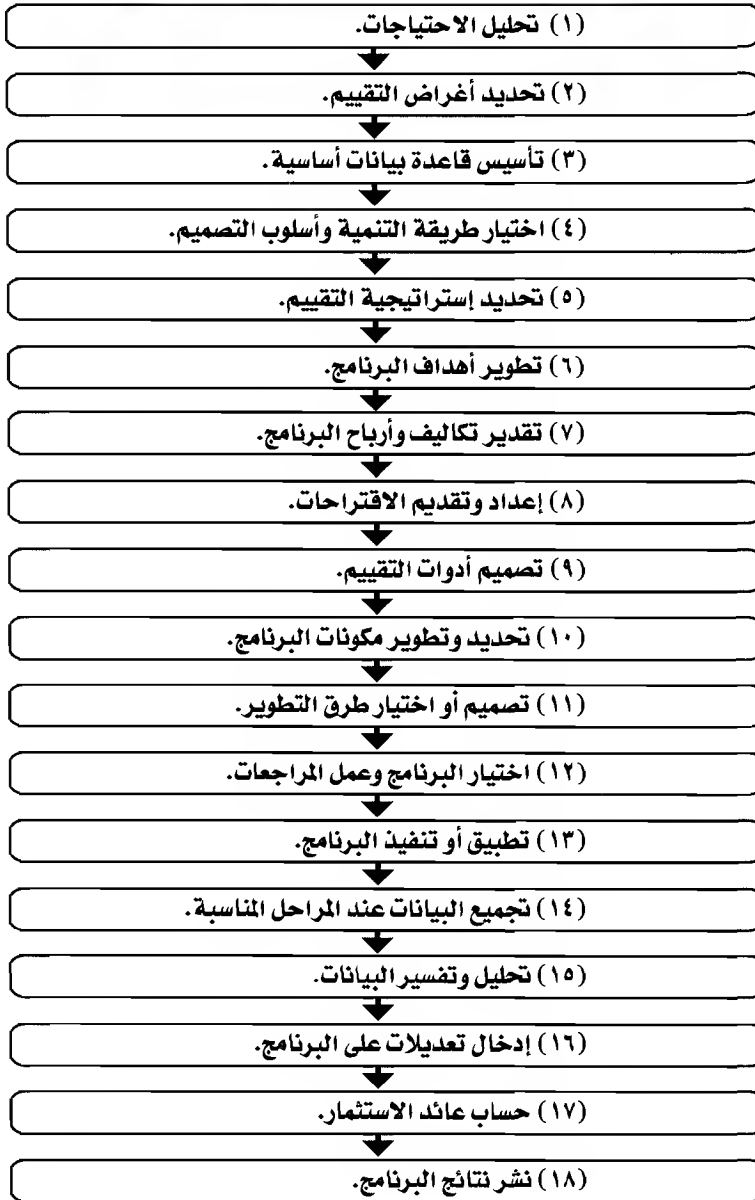 (١) تحليل الاحتياجات.
(٢) تحديد أغراض التقييم.
(٣) تأسيس قاعدة بيانات أساسية.
(٤) اختيار طريقة التنمية وأسلوب التصميم.
(٥) تحديد إستراتيجية التقييم.
(٦) تطوير أهداف البرنامج.
(٧) تقدير تكاليف وأرباح البرنامج.
(٨) إعداد وتقديم الاقتراحات.
(٩) تصميم أدوات التقييم.
(١٠) تحديد وتطوير مكونات البرنامج.
(١١) تصميم أو اختيار طرق التطوير.
(١٢) اختيار البرنامج وعمل المراجعات.
(١٣) تطبيق أو تنفيذ البرنامج.
(١٤) تجميع البيانات عند المراحل المناسبة.
(١٥) تحليل وتفسير البيانات.
(١٦) إدخال تعديلات على البرنامج.
(١٧) حساب عائد الاستثمار.
(١٨) نشر نتائج البرنامج.